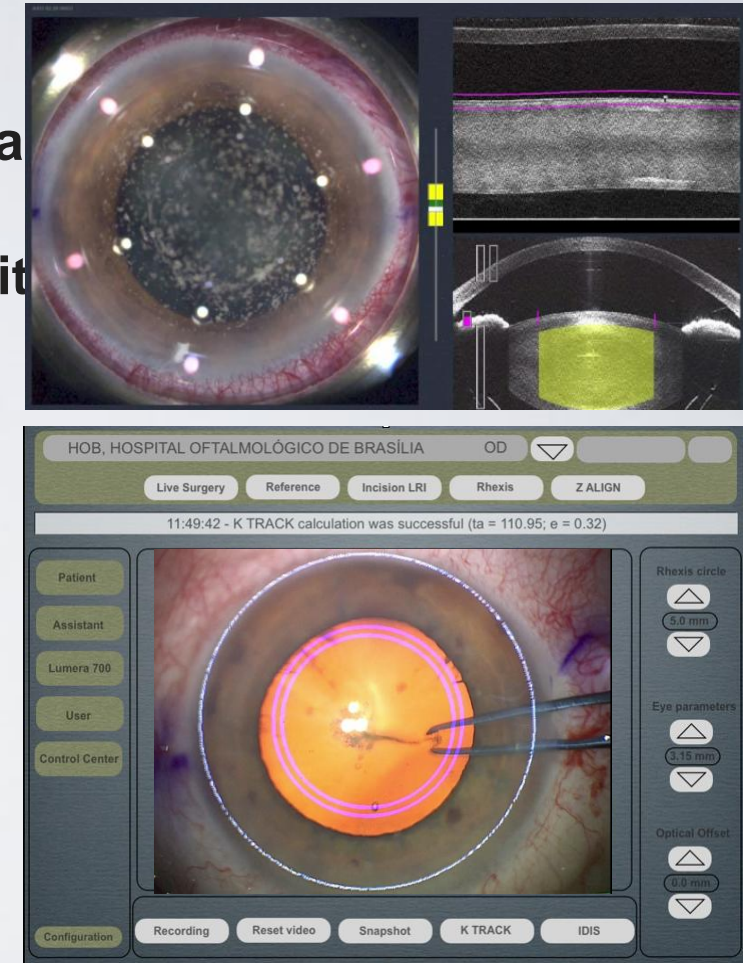 a
it
HOB, HOSPITAL OFTALMOLÓGICO DE BRASÍLIA OD
Live Surgery Reference Incision LRI Rhexis Z ALIGN
11:49:42 - K TRACK calculation was successful (ta = 110.95; e = 0.32)
Patient
Assistant
Lumera 700
User
Control Center
Configuration
Rhexis circle
5.0 mm
Eye parameters
3.15 mm
Optical Offset
0.0 mm
Recording Reset video Snapshot K TRACK IDIS